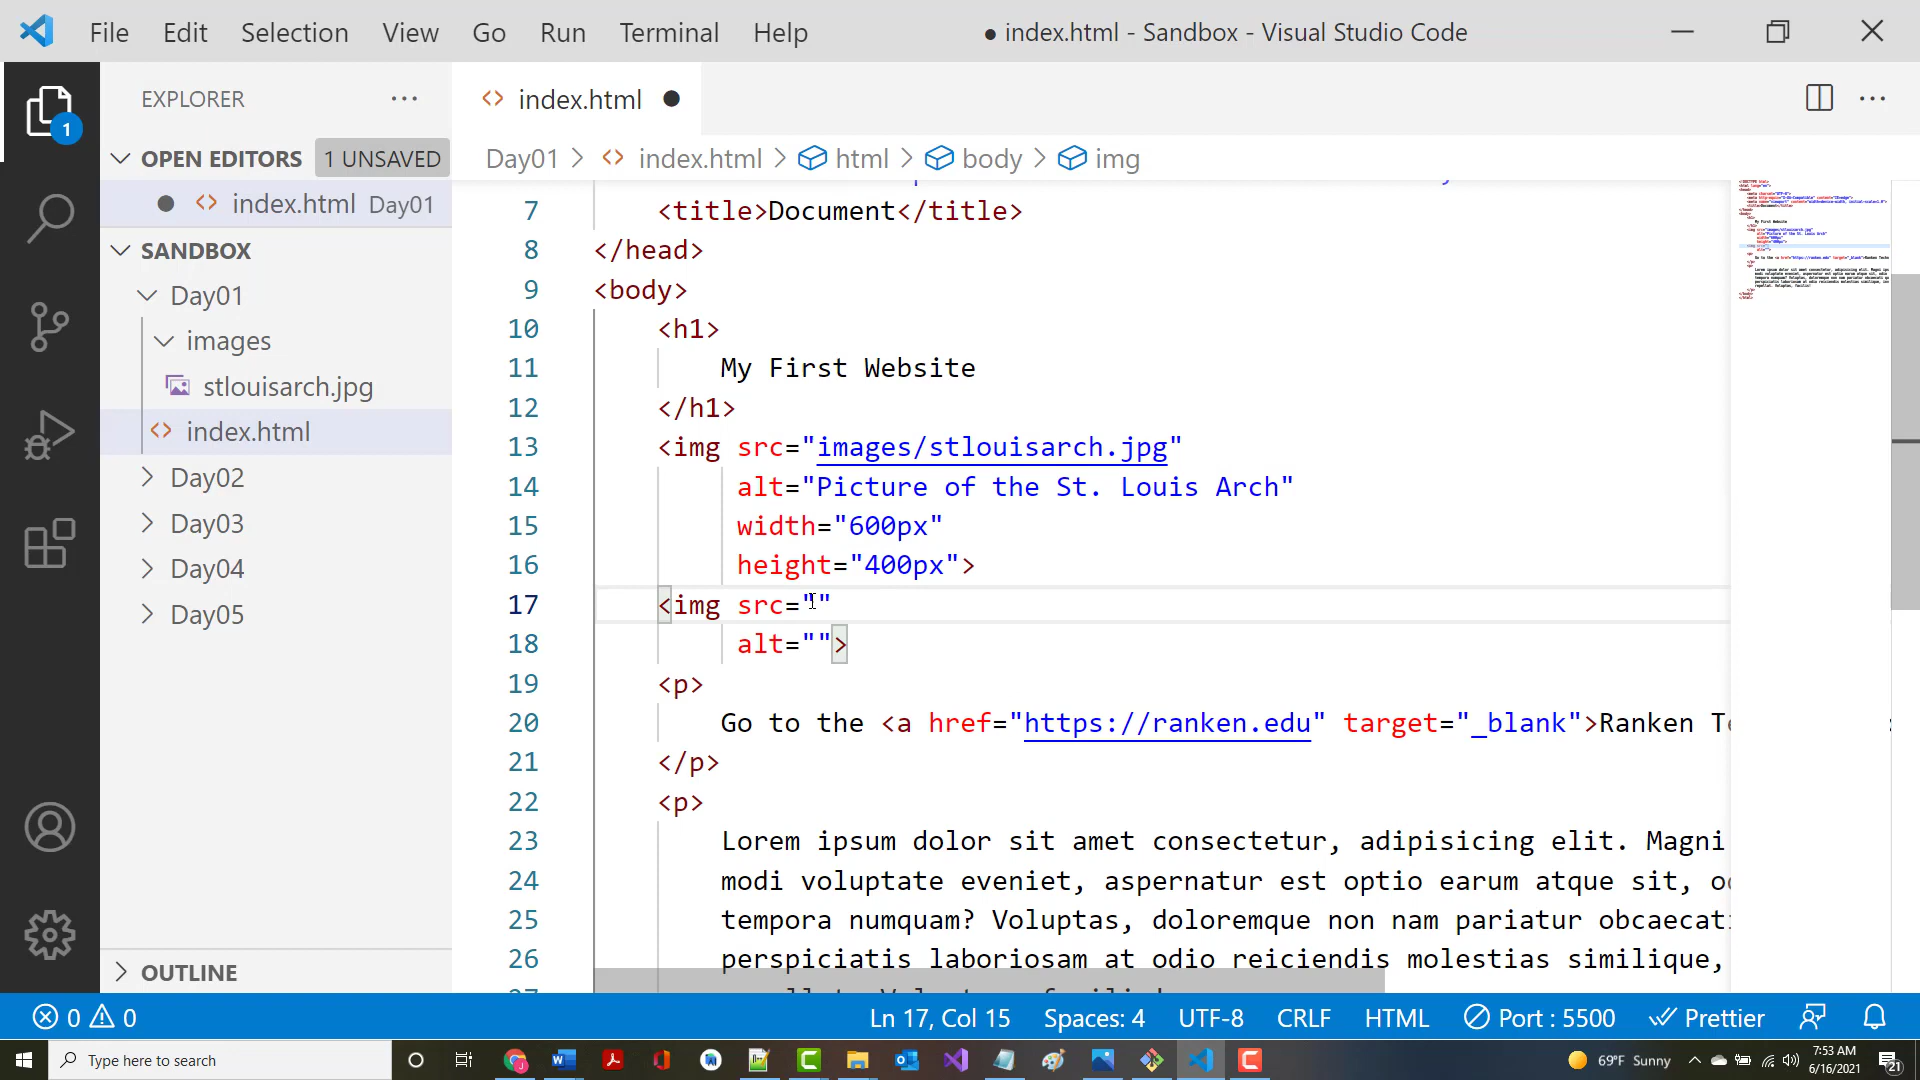 File Edit Selection View Go Run Terminal Help ● index.html - Sandbox - Visual Studio Code
EXPLORER ···
index.html ●
1
OPEN EDITORS 1 UNSAVED
Day01 > index.html > html > body > img
● index.html Day01
SANDBOX
Day01
images
stlouisarch.jpg
index.html
Day02
Day03
Day04
Day05
OUTLINE
7 <title>Document</title>
8 </head>
9 <body>
10 <h1>
11 My First Website
12 </h1>
13 <img src="images/stlouisarch.jpg"
14 alt="Picture of the St. Louis Arch"
15 width="600px"
16 height="400px">
17 <img src=""
18 alt="">
19 <p>
20 Go to the <a href="https://ranken.edu" target="_blank">Ranken
21 </p>
22 <p>
23 Lorem ipsum dolor sit amet consectetur, adipisicing elit. Magni
24 modi voluptate eveniet, aspernatur est optio earum atque sit,
25 tempora numquam? Voluptas, doloremque non nam pariatur obcaecati
26 perspiciatis laboriosam at odio reiciendis molestias similique,
0 0 Ln 17, Col 15 Spaces: 4 UTF-8 CRLF HTML Port : 5500 Prettier
Type here to search
69°F Sunny
7:53 AM
6/16/2021
21